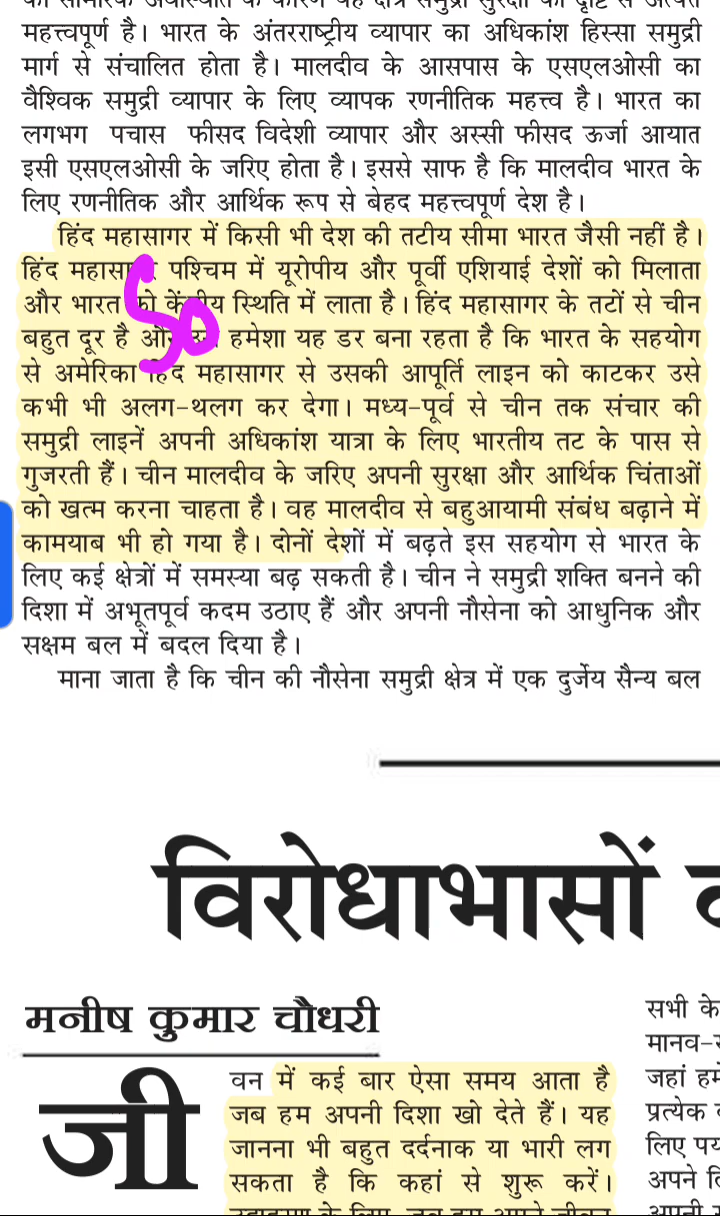 महत्त्वपूर्ण है। भारत के अंतरराष्ट्रीय व्यापार का अधिकांश हिस्सा समुद्री
मार्ग से संचालित होता है। मालदीव के आसपास के एसएलओसी का
वैश्विक समुद्री व्यापार के लिए व्यापक रणनीतिक महत्त्व है। भारत का
लगभग पचास फीसद विदेशी व्यापार और अस्सी फीसद ऊर्जा आयात
इसी एसएलओसी के जरिए होता है। इससे साफ है कि मालदीव भारत के
लिए रणनीतिक और आर्थिक रूप से बेहद महत्त्वपूर्ण देश है।
हिंद महासागर में किसी भी देश की तटीय सीमा भारत जैसी नहीं है।
हिंद पश्चिम में यूरोपीय और पूर्वी एशियाई देशों को मिलाता
और भारत को स्थिति में लाता है। हिंद महासागर के तटों से चीन
बहुत दूर है हमेशा यह डर बना रहता है कि भारत के सहयोग
से अमेरिका हिंद महासागर से उसकी आपूर्ति लाइन को काटकर उसे
कभी भी अलग-थलग कर देगा। मध्य-पूर्व से चीन तक संचार की
समुद्री लाइनें अपनी अधिकांश यात्रा के लिए भारतीय तट के पास से
गुजरती हैं। चीन मालदीव के जरिए अपनी सुरक्षा और आर्थिक चिंताओं
को खत्म करना चाहता है। वह मालदीव से बहुआयामी संबंध बढ़ाने में
कामयाब भी हो गया है। दोनों देशों में बढ़ते इस सहयोग से भारत के
लिए कई क्षेत्रों में समस्या बढ़ सकती है। चीन ने समुद्री शक्ति बनने की
दिशा में अभूतपूर्व कदम उठाए हैं और अपनी नौसेना को आधुनिक और
सक्षम बल में बदल दिया है।
माना जाता है कि चीन की नौसेना समुद्री क्षेत्र में एक दुर्जेय सैन्य बल
विरोधाभासों
मनीष कुमार चौधरी
जीवन में कई बार ऐसा समय आता है
जब हम अपनी दिशा खो देते हैं। यह
जानना भी बहुत दर्दनाक या भारी लग
सकता है कि कहां से शुरू करें।
सभी के
मानव-
जहां हम
प्रत्येक
लिए
अपने